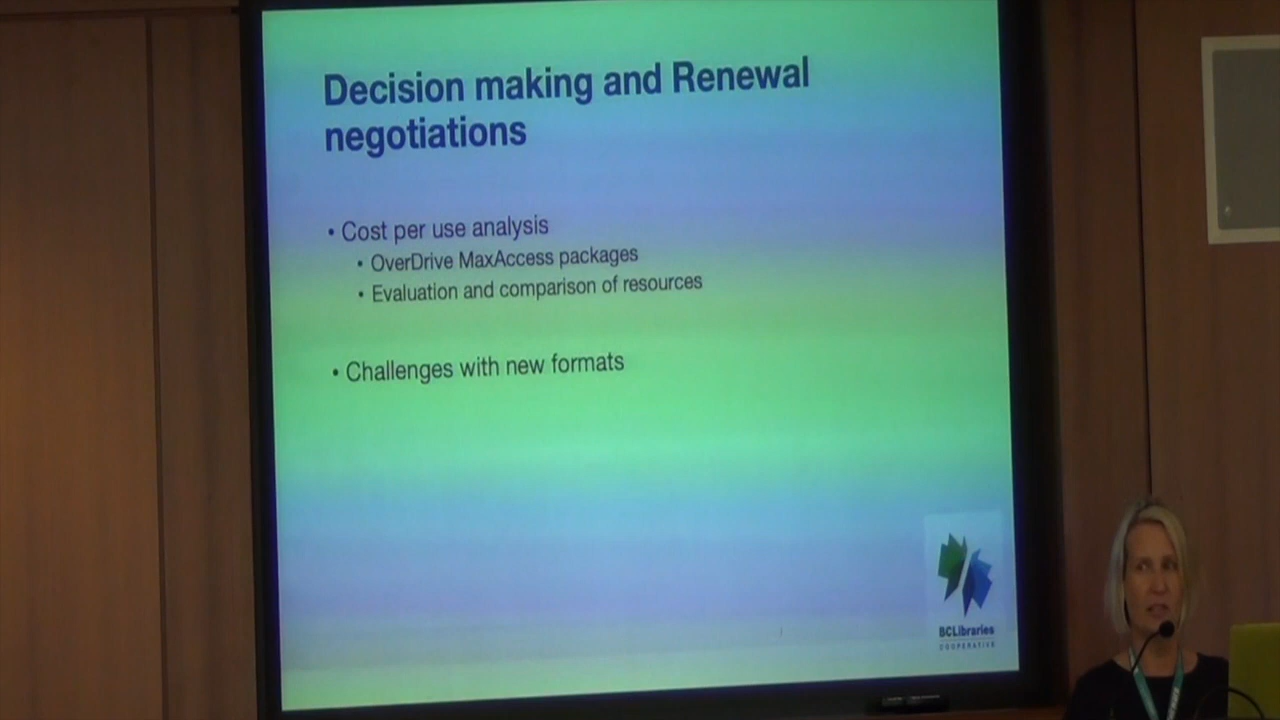 Decision making and Renewal
negotiations
• Cost per use analysis
• OverDrive MaxAccess packages
• Evaluation and comparison of resources
• Challenges with new formats
BCLibraries
COOPERATIVE